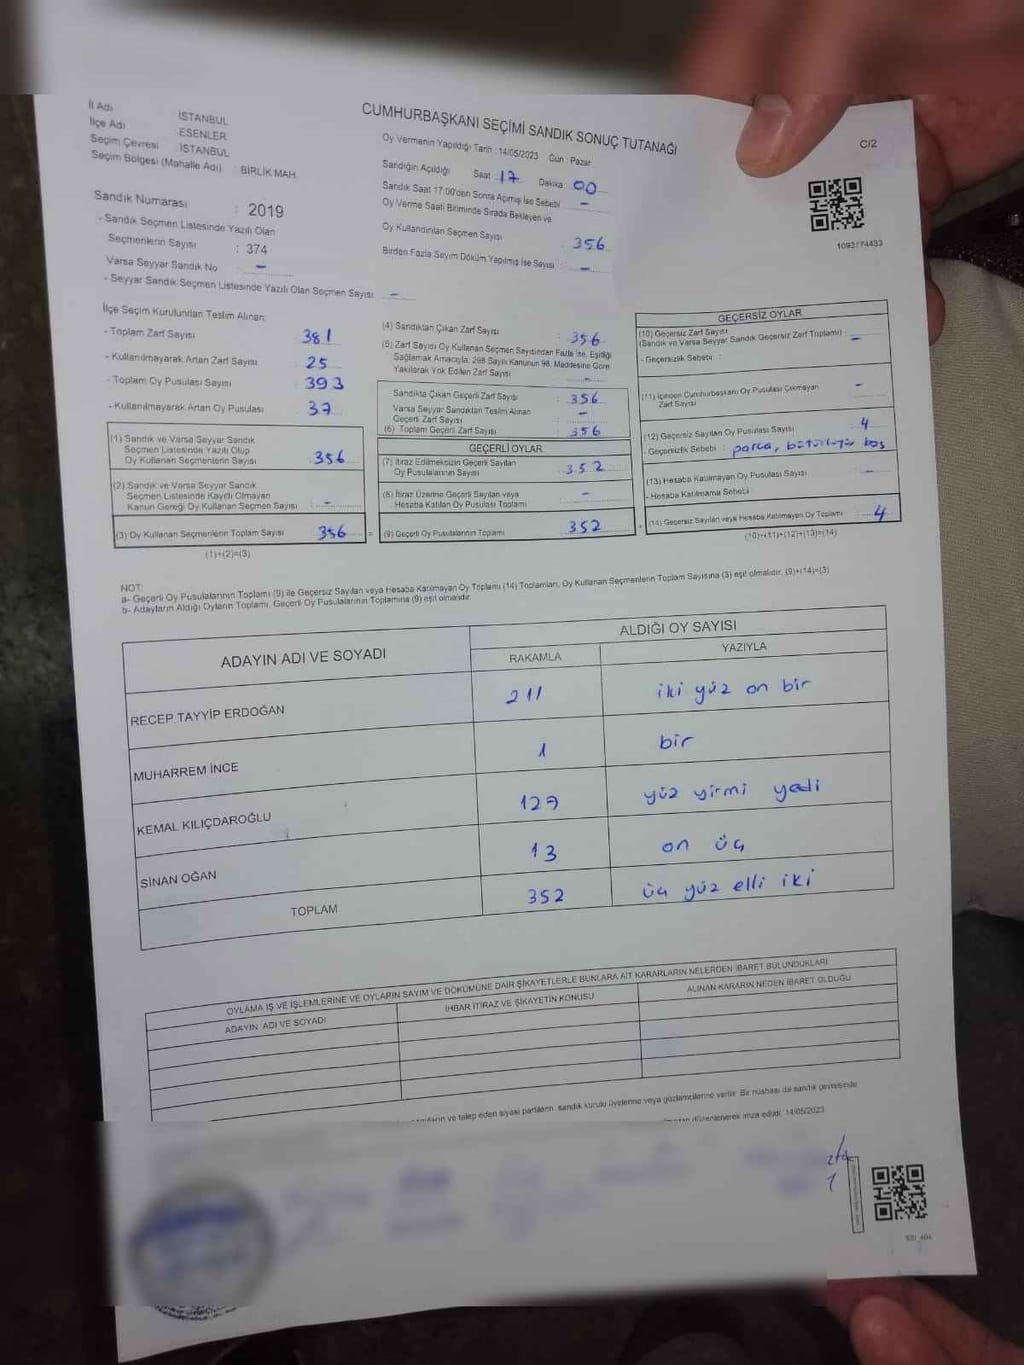 CUMHURBAŞKANI SEÇİMİ SANDIK SONUÇ TUTANAĞI
C/2
İl Adı İSTANBUL
İlçe Adı ESENLER
Seçim Çevresi İSTANBUL
Seçim Bölgesi (Mahalle Adı) BİRLİK MAH.
Oy Vermenin Yapıldığı Tarih : 14/05/2023 Gün : Pazar
Sandığın Açıldığı Saat 17 Dakika 00
Sandık Saat 17:00'den Sonra Açılmış İse Sebebi -
Oy Verme Saati Bitiminde Sırada Bekleyen ve
Oy Kullandırılan Seçmen Sayısı 356
Birden Fazla Sayım Döküm Yapılmış İse Sayısı : -
1093774433
Sandık Numarası : 2019
- Sandık Seçmen Listesinde Yazılı Olan
Seçmenlerin Sayısı : 374
Varsa Seyyar Sandık No -
- Seyyar Sandık Seçmen Listesinde Yazılı Olan Seçmen Sayısı: -
İlçe Seçim Kurulundan Teslim Alınan:
- Toplam Zarf Sayısı 381
- Kullanılmayarak Artan Zarf Sayısı 25
- Toplam Oy Pusulası Sayısı 393
- Kullanılmayarak Artan Oy Pusulası 37
(1) Sandık ve Varsa Seyyar Sandık
Seçmen Listesinde Yazılı Olup
Oy Kullanan Seçmenlerin Sayısı 356
(2) Sandık ve Varsa Seyyar Sandık
Seçmen Listesinde Kayıtlı Olmayan
Kanun Gereği Oy Kullanan Seçmen Sayısı : -
(3) Oy Kullanan Seçmenlerin Toplam Sayısı 356 =
(1)+(2)=(3)
(4) Sandıktan Çıkan Zarf Sayısı : 356
(5) Zarf Sayısı Oy Kullanan Seçmen Sayısından Fazla İse, Eşitliği
Sağlamak Amacıyla; 298 Sayılı Kanunun 98. Maddesine Göre
Yakılarak Yok Edilen Zarf Sayısı -
Sandıkta Çıkan Geçerli Zarf Sayısı : 356
Varsa Seyyar Sandıktan Teslim Alınan
Geçerli Zarf Sayısı : -
(6) Toplam Geçerli Zarf Sayısı : 356
GEÇERLİ OYLAR
(7) İtiraz Edilmeksizin Geçerli Sayılan
Oy Pusulalarının Sayısı : 352
(8) İtiraz Üzerine Geçerli Sayılan veya
Hesaba Katılan Oy Pusulası Toplamı -
(9) Geçerli Oy Pusulalarının Toplamı 352 +
GEÇERSİZ OYLAR
(10) Geçersiz Zarf Sayısı
(Sandık ve Varsa Seyyar Sandık Geçersiz Zarf Toplamı) : -
- Geçersizlik Sebebi :
(11) İçinden Cumhurbaşkanı Oy Pusulası Çıkmayan
Zarf Sayısı -
(12) Geçersiz Sayılan Oy Pusulası Sayısı 4
- Geçersizlik Sebebi :
(13) Hesaba Katılmayan Oy Pusulası Sayısı -
- Hesaba Katılmama Sebebi
(14) Geçersiz Sayılan veya Hesaba Katılmayan Oy Toplamı : 4
(10)+(11)+(12)+(13)=(14)
NOT:
a- Geçerli Oy Pusulalarının Toplamı (9) ile Geçersiz Sayılan veya Hesaba Katılmayan Oy Toplamı (14) Toplamları, Oy Kullanan Seçmenlerin Toplam Sayısına (3) eşit olmalıdır. (9)+(14)=(3)
b- Adayların Aldığı Oyların Toplamı, Geçerli Oy Pusulalarının Toplamına (9) eşit olmalıdır.
ADAYIN ADI VE SOYADI
ALDIĞI OY SAYISI
RAKAMLA YAZIYLA
RECEP TAYYİP ERDOĞAN 211 iki yüz on bir
MUHARREM İNCE 1 bir
KEMAL KILIÇDAROĞLU 127 yüz yirmi yedi
SİNAN OĞAN 13 on üç
TOPLAM 352 üç yüz elli iki
OYLAMA İŞ VE İŞLEMLERİNE VE OYLARIN SAYIM VE DÖKÜMÜNE DAİR ŞİKAYETLERLE BUNLARA AİT KARARLARIN NELERDEN İBARET BULUNDUKLARI
ADAYIN ADI VE SOYADI
İHBAR İTİRAZ VE ŞİKAYETİN KONUSU
ALINAN KARARIN NEDEN İBARET OLDUĞU
ve talep eden siyasi partilerin sandık kurulu üyelerine veya gözlemcilerine verilir. Bir nüshası da sandık çevresinde
düzenlenerek imza edildi. 14/05/2023